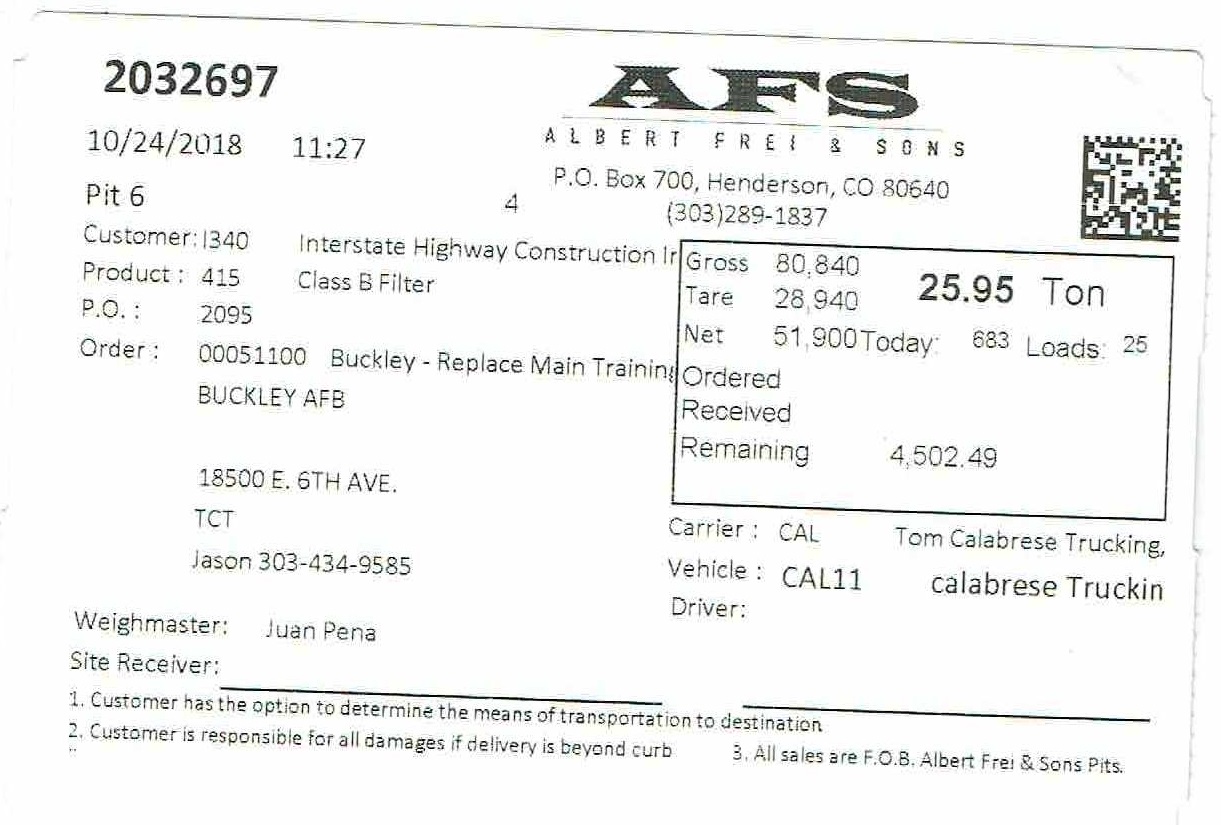 2032697
AFS
ALBERT FREI & SONS
10/24/2018 11:27
P.O. Box 700, Henderson, CO 80640
Pit 6 4 (303)289-1837
Customer: I340 Interstate Highway Construction Ir
Product : 415 Class B Filter
P.O. : 2095
Order : 00051100 Buckley - Replace Main Training
BUCKLEY AFB
18500 E. 6TH AVE.
TCT
Jason 303-434-9585
Gross 80,840 25.95 Ton
Tare 28,940
Net 51,900 Today: 683 Loads: 25
Ordered
Received
Remaining 4,502.49
Carrier : CAL Tom Calabrese Trucking,
Vehicle : CAL11 calabrese Truckin
Driver:
Weighmaster: Juan Pena
Site Receiver:
1. Customer has the option to determine the means of transportation to destination
2. Customer is responsible for all damages if delivery is beyond curb 3. All sales are F.O.B. Albert Frei & Sons Pits.